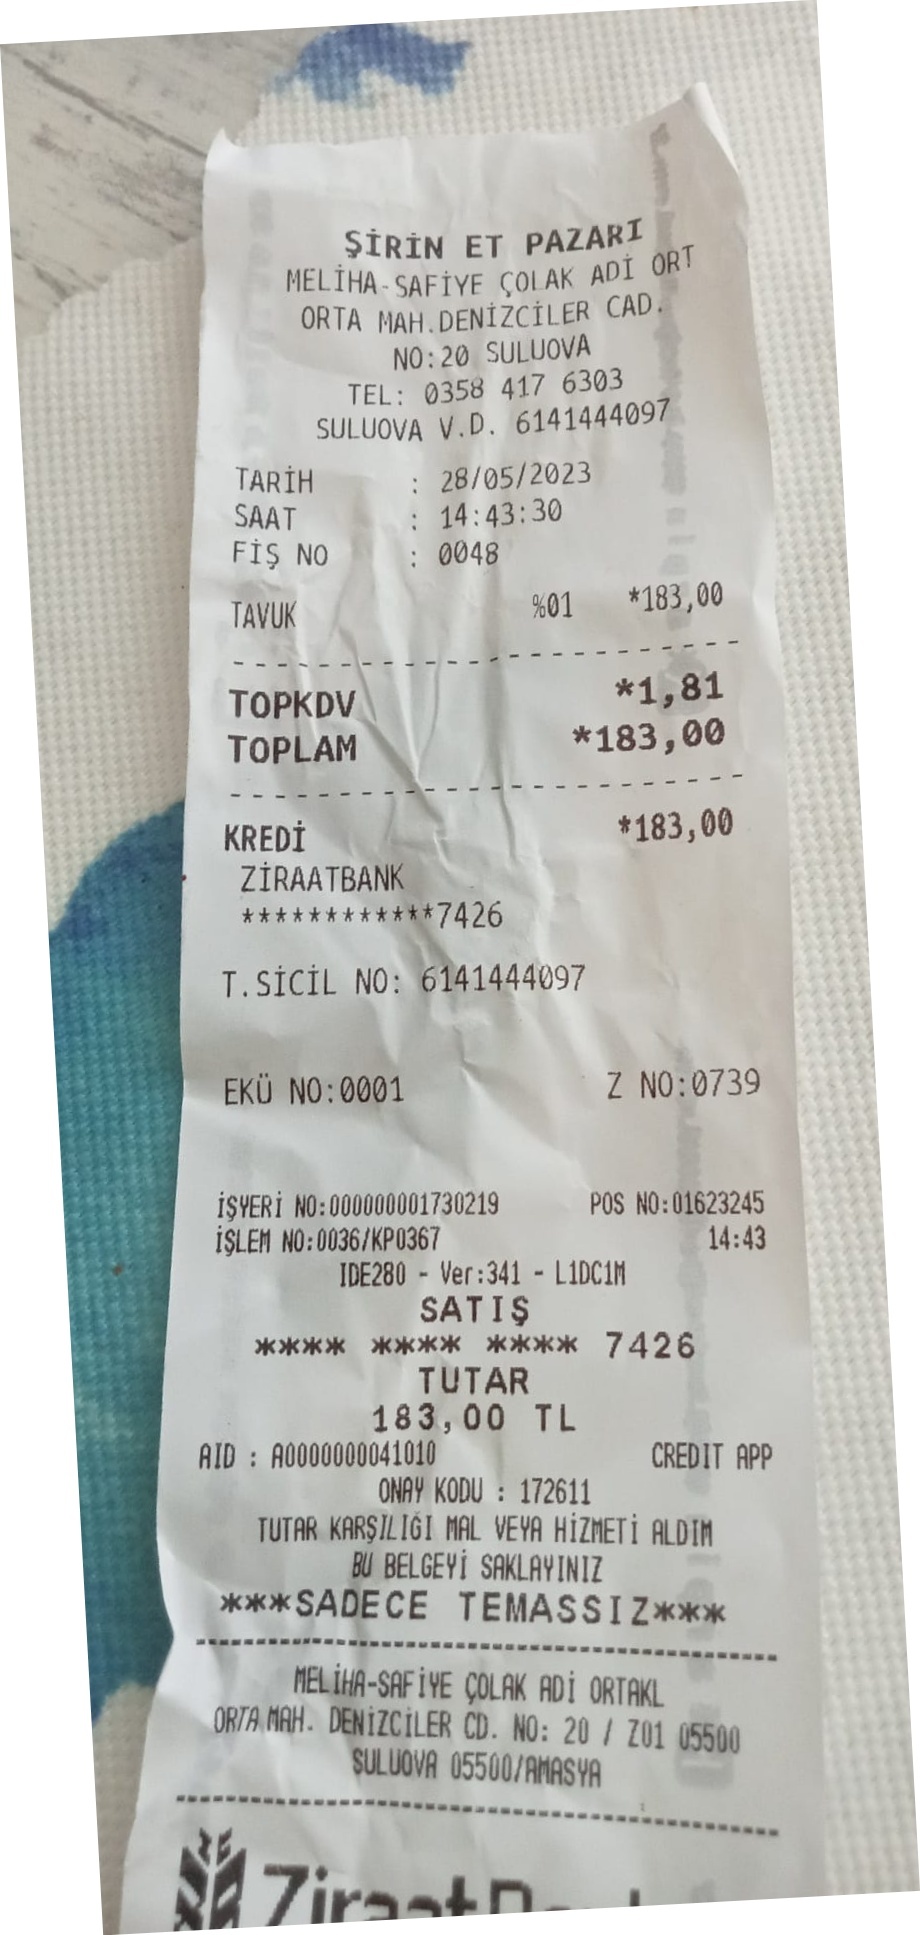 ŞİRİN ET PAZARI
MELİHA-SAFİYE ÇOLAK ADİ ORT
ORTA MAH.DENİZCİLER CAD.
NO:20 SULUOVA
TEL: 0358 417 6303
SULUOVA V.D. 6141444097
TARİH : 28/05/2023
SAAT : 14:43:30
FİŞ NO : 0048
TAVUK %01 *183,00
TOPKDV *1,81
TOPLAM *183,00
KREDİ *183,00
ZİRAATBANK
************7426
T.SİCİL NO: 6141444097
EKÜ NO:0001 Z NO:0739
İŞYERİ NO:000000001730219 POS NO:01623245
İŞLEM NO:0036/KP0367 14:43
IDE280 - Ver:341 - L1DC1M
SATIŞ
**** **** **** 7426
TUTAR
183,00 TL
AID : A0000000041010 CREDIT APP
ONAY KODU : 172611
TUTAR KARŞILIĞI MAL VEYA HİZMETİ ALDIM
BU BELGEYİ SAKLAYINIZ
***SADECE TEMASSIZ***
MELİHA-SAFİYE ÇOLAK ADİ ORTAKL
ORTA MAH. DENİZCİLER CD. NO: 20 / Z01 05500
SULUOVA 05500/AMASYA
Ziraat